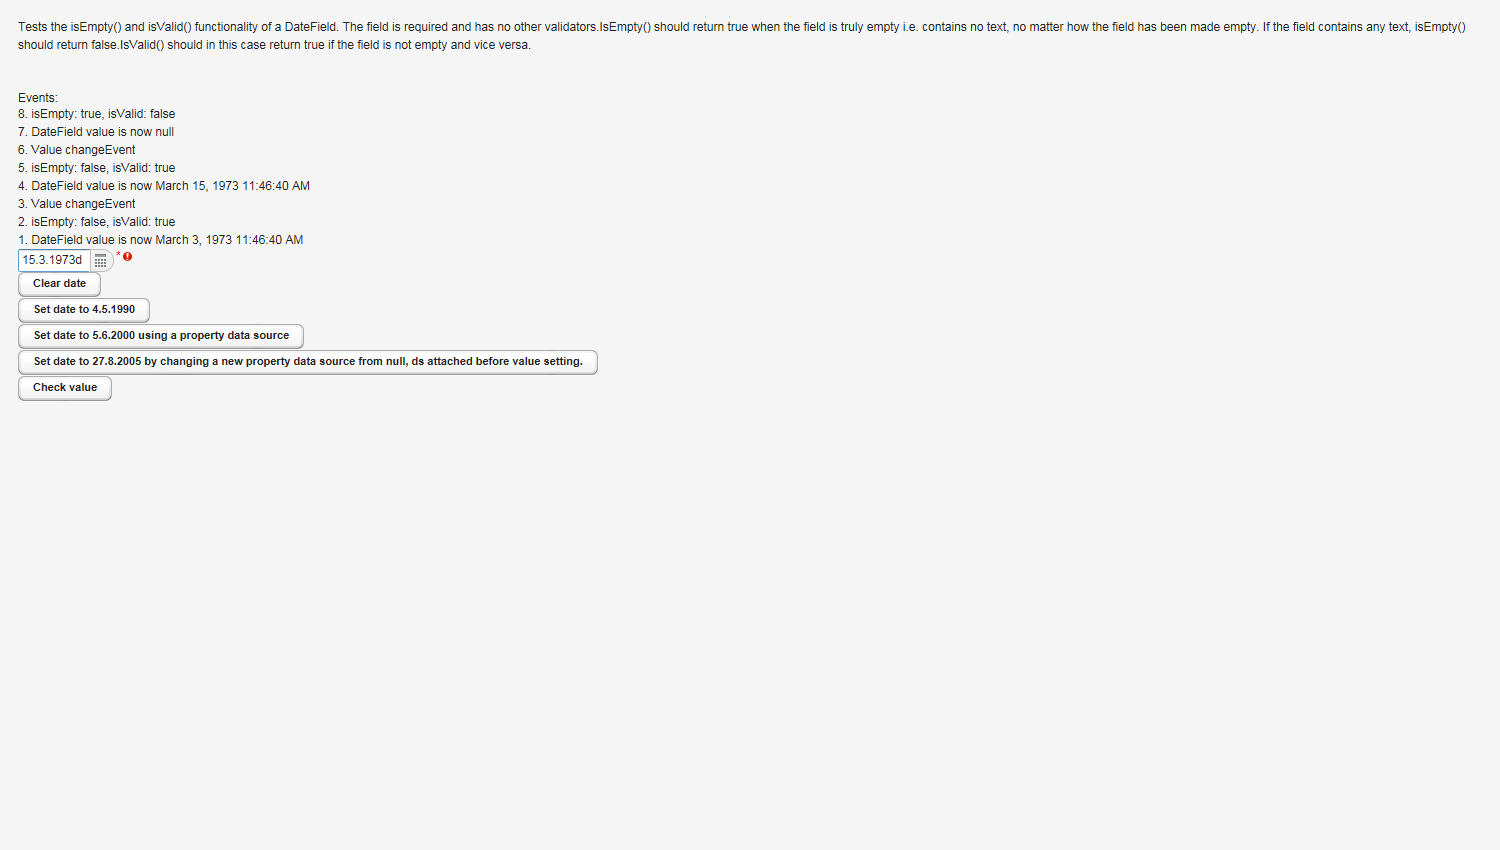 Tests the isEmpty() and isValid() functionality of a DateField. The field is required and has no other validators.IsEmpty() should return true when the field is truly empty i.e. contains no text, no matter how the field has been made empty. If the field contains any text, isEmpty()
should return false.IsValid() should in this case return true if the field is not empty and vice versa.
Events:
8. isEmpty: true, isValid: false
7. DateField value is now null
6. Value changeEvent
5. isEmpty: false, isValid: true
4. DateField value is now March 15, 1973 11:46:40 AM
3. Value changeEvent
2. isEmpty: false, isValid: true
1. DateField value is now March 3, 1973 11:46:40 AM
15.3.1973d *
Clear date
Set date to 4.5.1990
Set date to 5.6.2000 using a property data source
Set date to 27.8.2005 by changing a new property data source from null, ds attached before value setting.
Check value